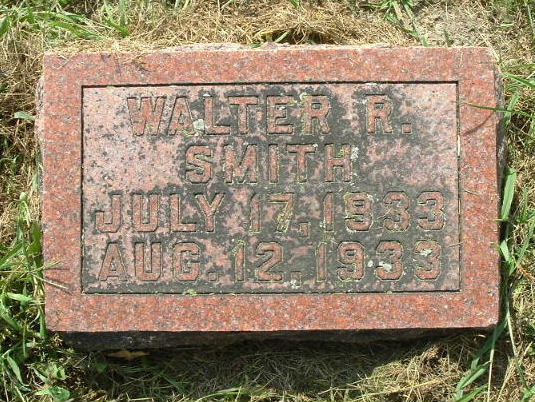 WALTER R.
SMITH
JULY 17, 1933
AUG. 12, 1933